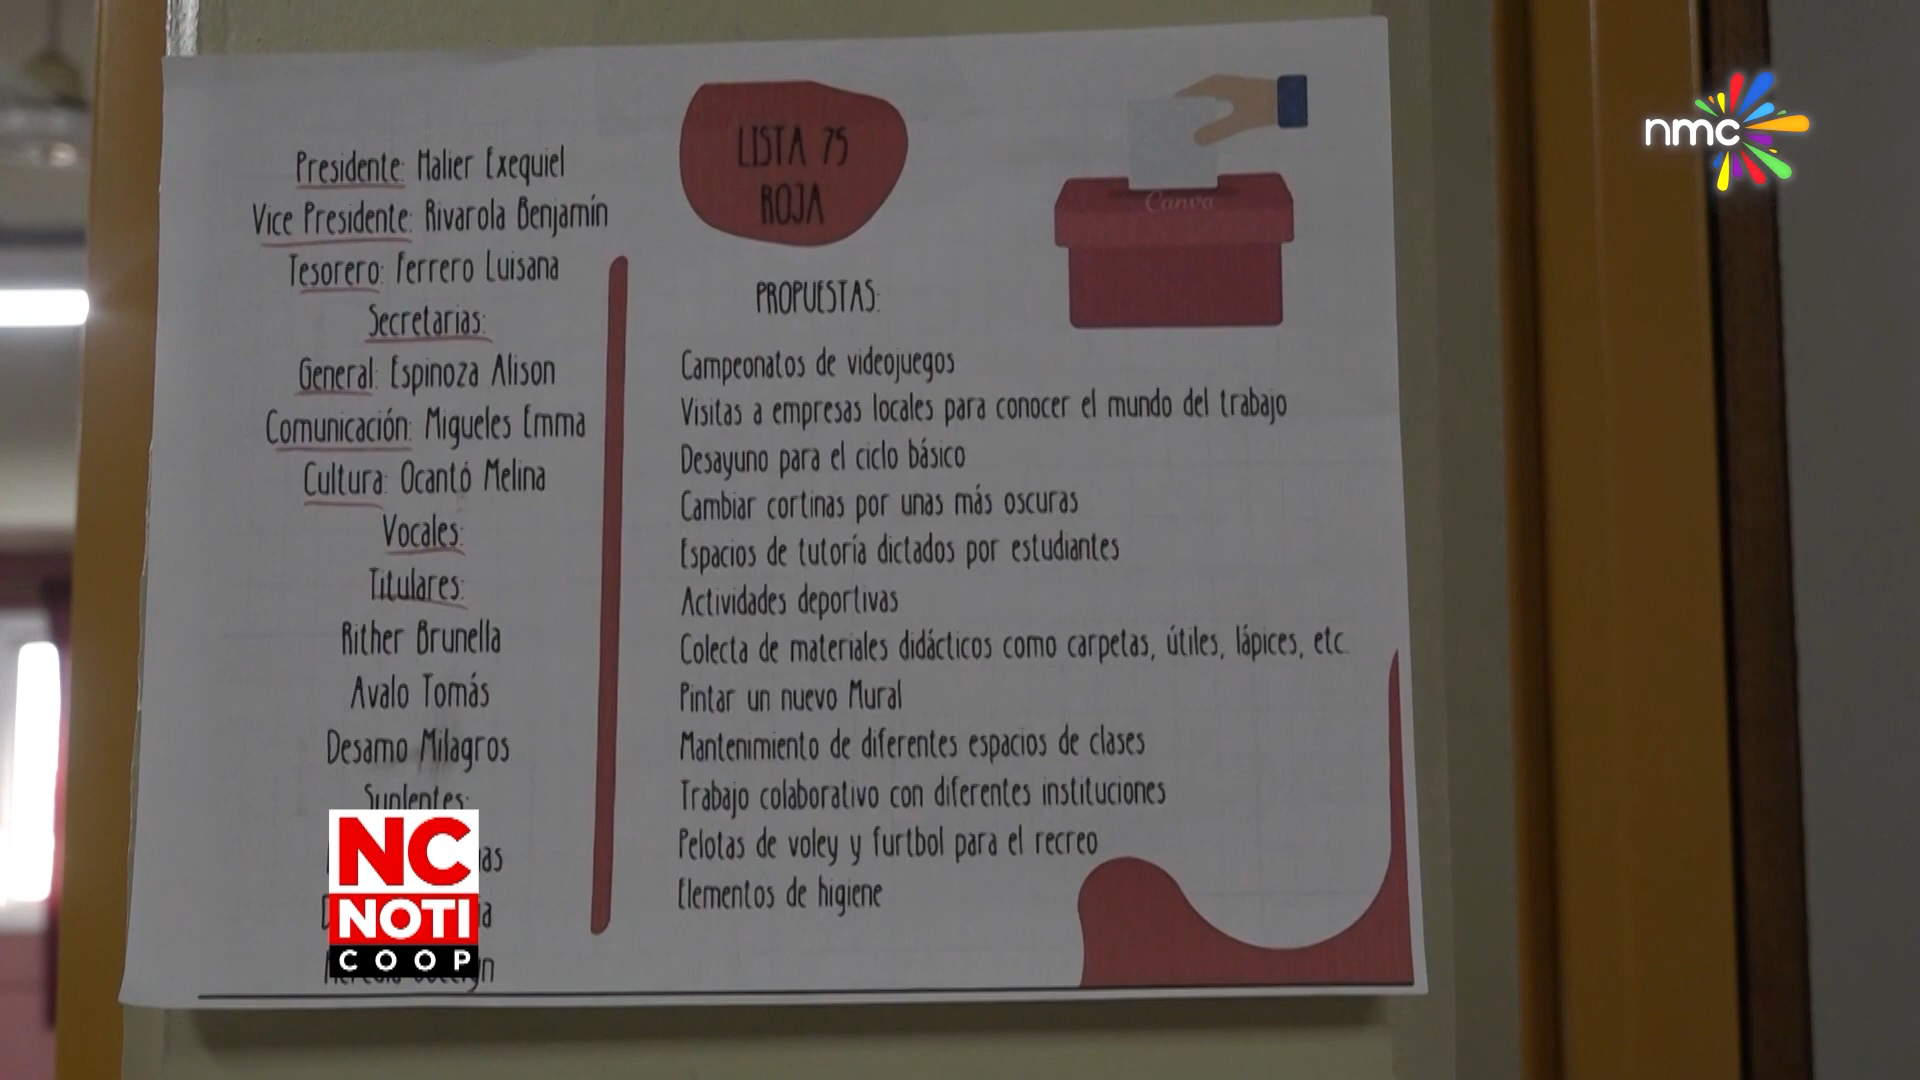 Presidente: Malier Exequiel
Vice Presidente: Rivarola Benjamín
Tesorero: Ferrero Luisana
Secretarias:
General: Espinoza Alison
Comunicación: Migueles Emma
Cultura: Ocantó Melina
Vocales:
Titulares:
Rither Brunella
Avalo Tomás
Desamo Milagros
Suplentes:
LISTA 75
ROJA
Canva
PROPUESTAS:
Campeonatos de videojuegos
Visitas a empresas locales para conocer el mundo del trabajo
Desayuno para el ciclo básico
Cambiar cortinas por unas más oscuras
Espacios de tutoría dictados por estudiantes
Actividades deportivas
Colecta de materiales didácticos como carpetas, útiles, lápices, etc.
Pintar un nuevo Mural
Mantenimiento de diferentes espacios de clases
Trabajo colaborativo con diferentes instituciones
Pelotas de voley y furtbol para el recreo
Elementos de higiene
nmc
NC
NOTI
COOP